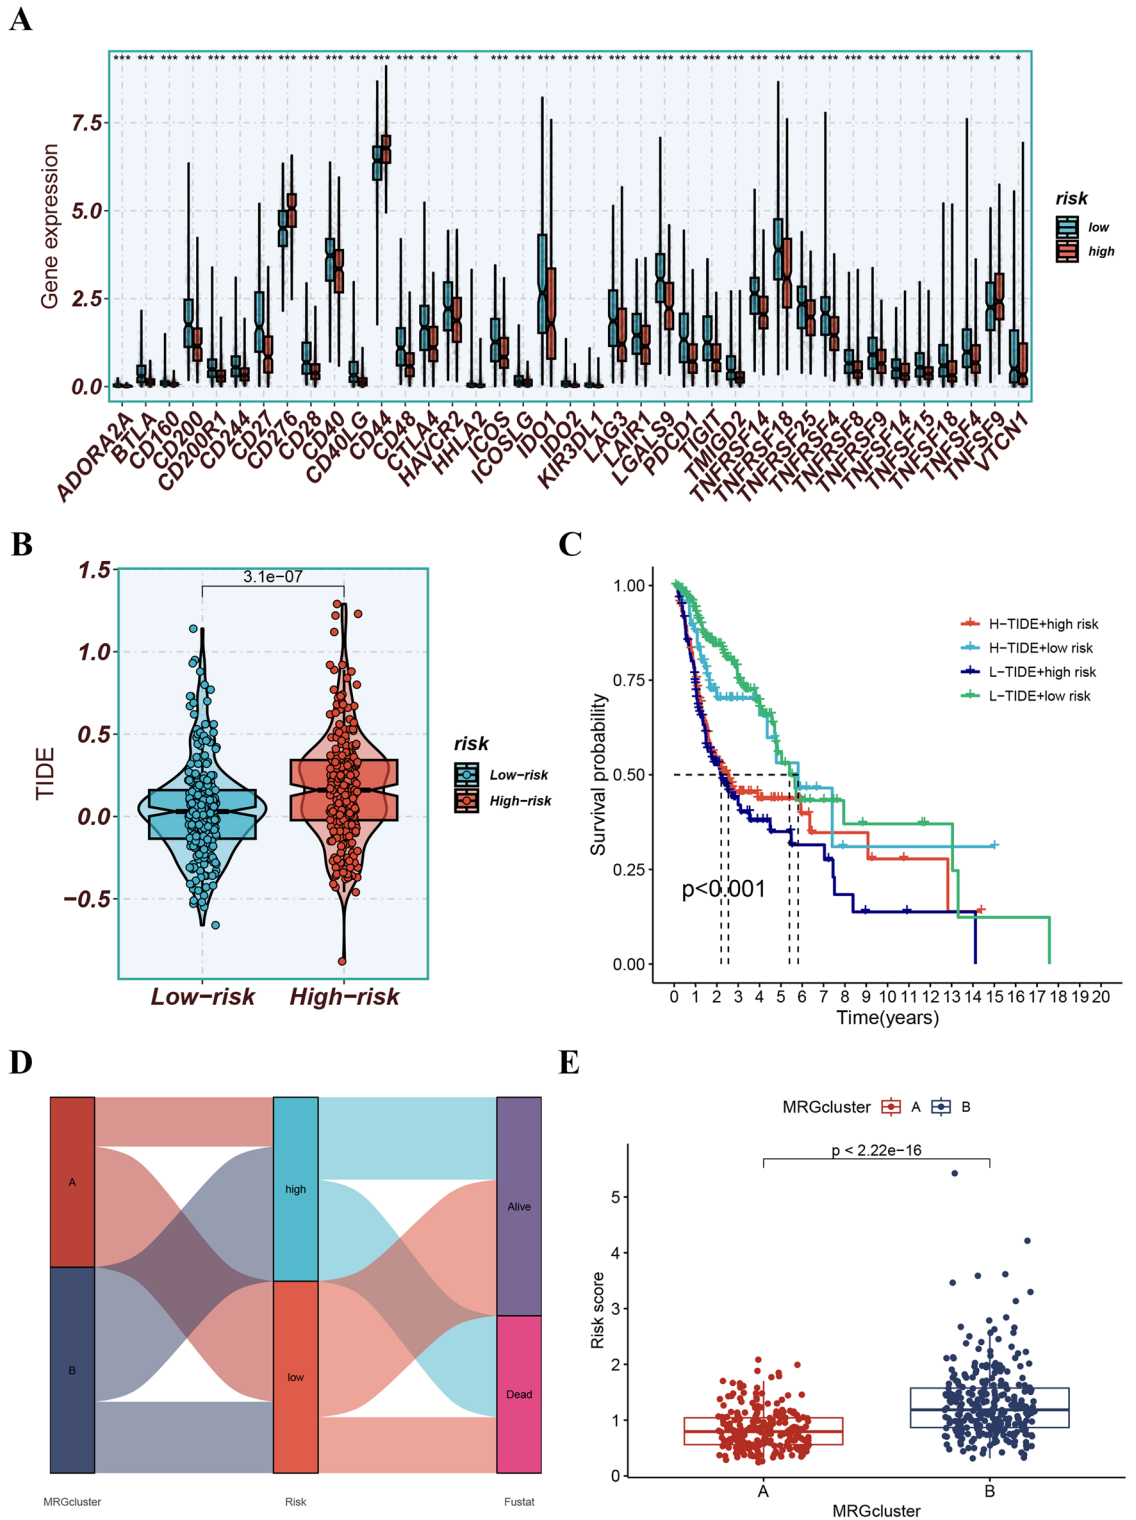 A
*** *** *** *** *** *** *** *** *** *** *** *** *** *** ** * *** *** *** *** *** *** *** *** *** *** *** *** *** *** *** *** *** *** *** *** *** ** *
Gene expression
7.5
5.0
2.5
0.0
risk
low
high
ADORA2A
BTLA
CD160
CD200
CD200R1
CD244
CD27
CD276
CD28
CD40
CD40LG
CD44
CD48
CTLA4
HAVCR2
HHLA2
ICOS
ICOSLG
IDO1
IDO2
KIR3DL1
LAG3
LAIR1
LGALS9
PDCD1
TIGIT
TMIGD2
TNFRSF14
TNFRSF18
TNFRSF25
TNFRSF4
TNFRSF8
TNFRSF9
TNFSF14
TNFSF15
TNFSF18
TNFSF4
TNFSF9
VTCN1
B
TIDE
1.5
1.0
0.5
0.0
−0.5
3.1e−07
Low−risk
High−risk
risk
Low−risk
High−risk
C
Survival probability
1.00
0.75
0.50
0.25
0.00
p<0.001
H−TIDE+high risk
H−TIDE+low risk
L−TIDE+high risk
L−TIDE+low risk
0 1 2 3 4 5 6 7 8 9 10 11 12 13 14 15 16 17 18 19 20
Time(years)
D
A
B
high
low
Alive
Dead
MRGcluster
Risk
Fustat
E
MRGcluster A B
p < 2.22e−16
Risk score
5
4
3
2
1
0
A
B
MRGcluster